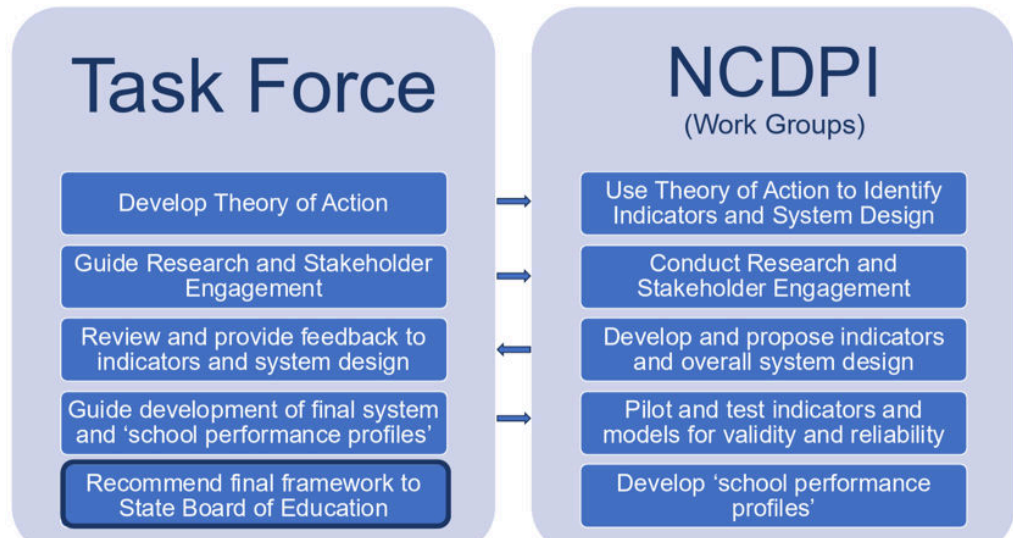 Task Force
Develop Theory of Action
Guide Research and Stakeholder
Engagement
Review and provide feedback to
indicators and system design
Guide development of final system
and ‘school performance profiles’
Recommend final framework to
State Board of Education
NCDPI
(Work Groups)
Use Theory of Action to Identify
Indicators and System Design
Conduct Research and
Stakeholder Engagement
Develop and propose indicators
and overall system design
Pilot and test indicators and
models for validity and reliability
Develop ‘school performance
profiles’